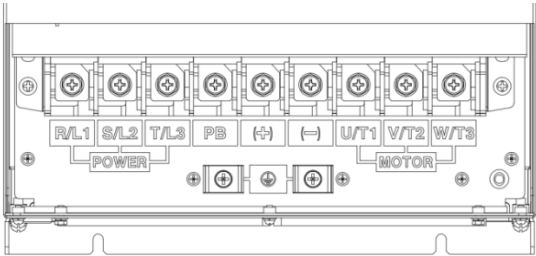 R/L1 S/L2 T/L3 PB (+) (-) U/T1 V/T2 W/T3
POWER MOTOR